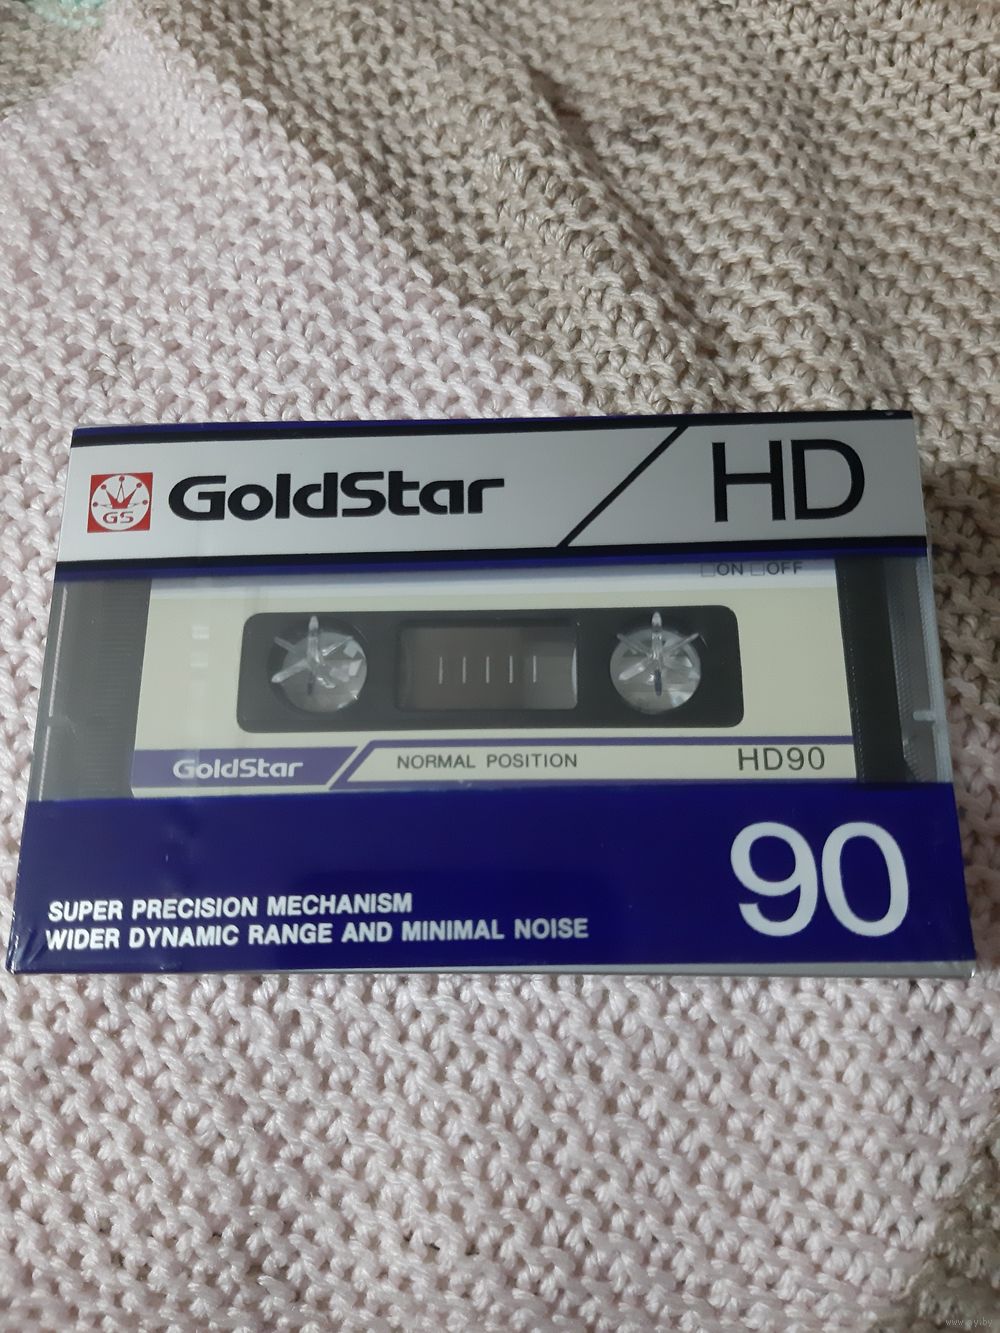 GS
GoldStar
HD
□ON □OFF
GoldStar
NORMAL POSITION
HD90
90
SUPER PRECISION MECHANISM
WIDER DYNAMIC RANGE AND MINIMAL NOISE